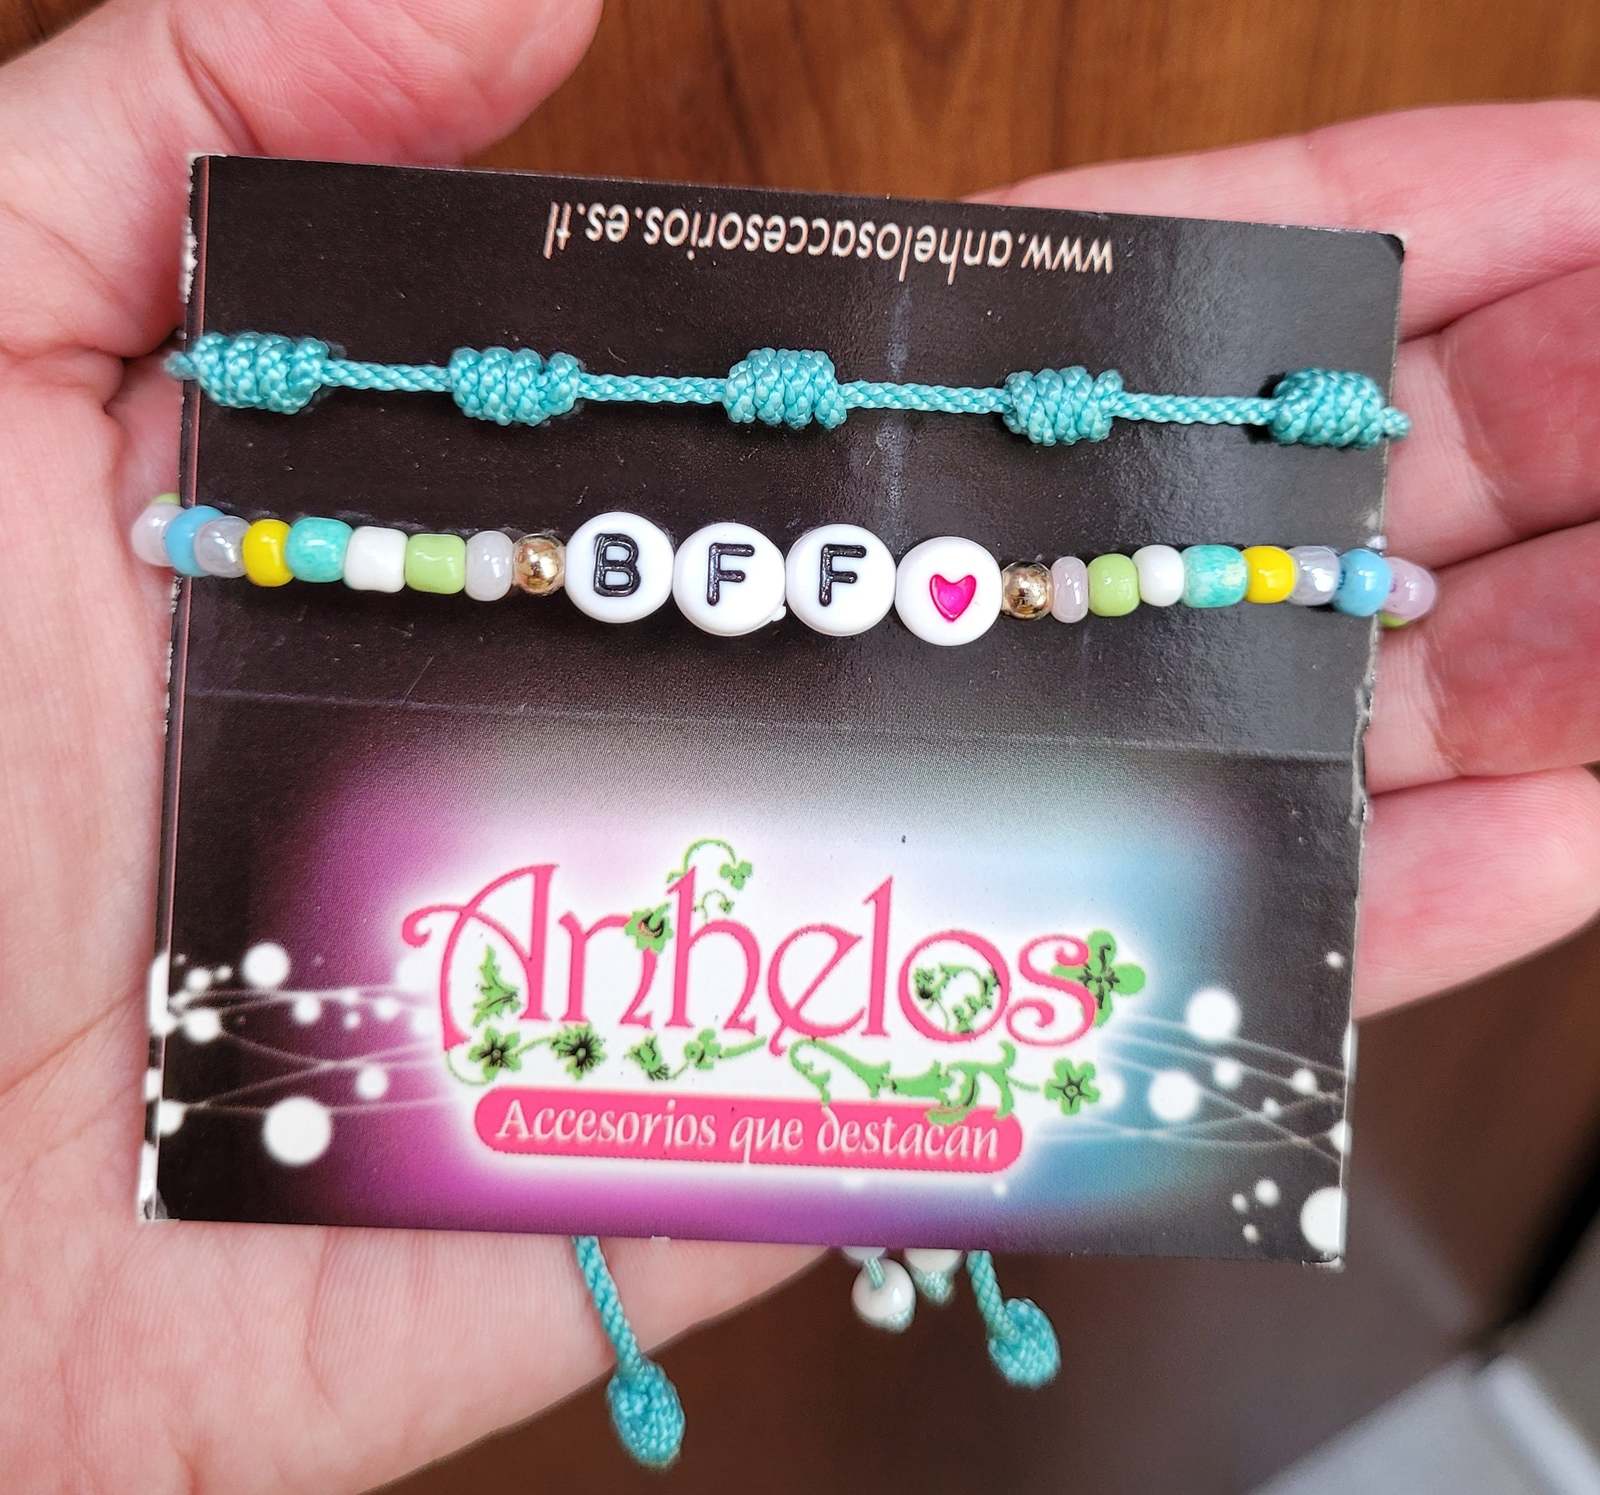 www.anhelosaccesorios.es.tl
BFF
Anhelos
Accesorios que destacan